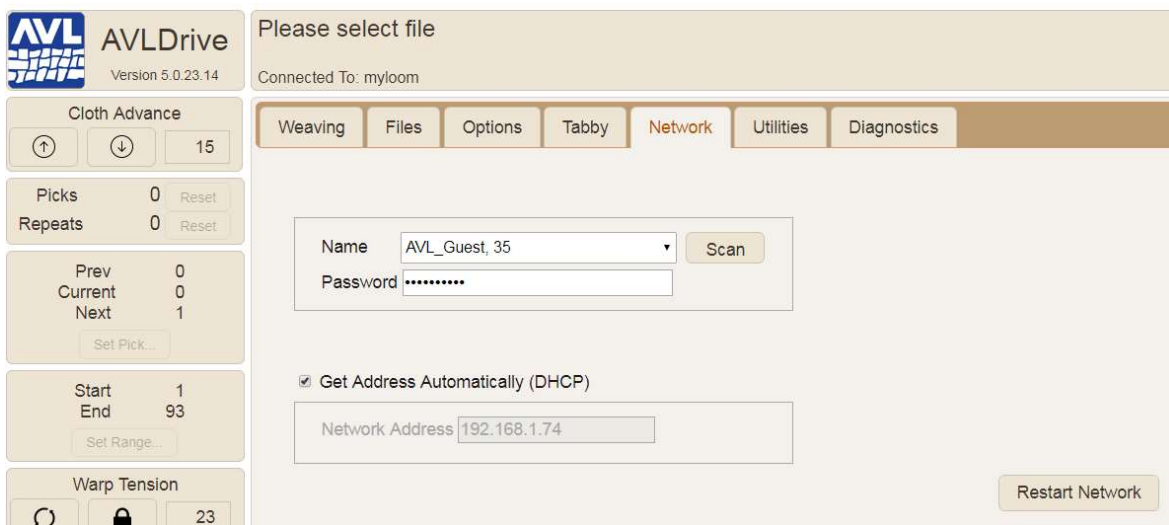 AVL
AVLDrive
Version 5.0.23.14
Please select file
Connected To: myloom
Cloth Advance
15
Picks 0 Reset
Repeats 0 Reset
Prev 0
Current 0
Next 1
Set Pick...
Start 1
End 93
Set Range...
Warp Tension
23
Weaving Files Options Tabby Network Utilities Diagnostics
Name AVL_Guest, 35 Scan
Password ••••••••••
Get Address Automatically (DHCP)
Network Address 192.168.1.74
Restart Network